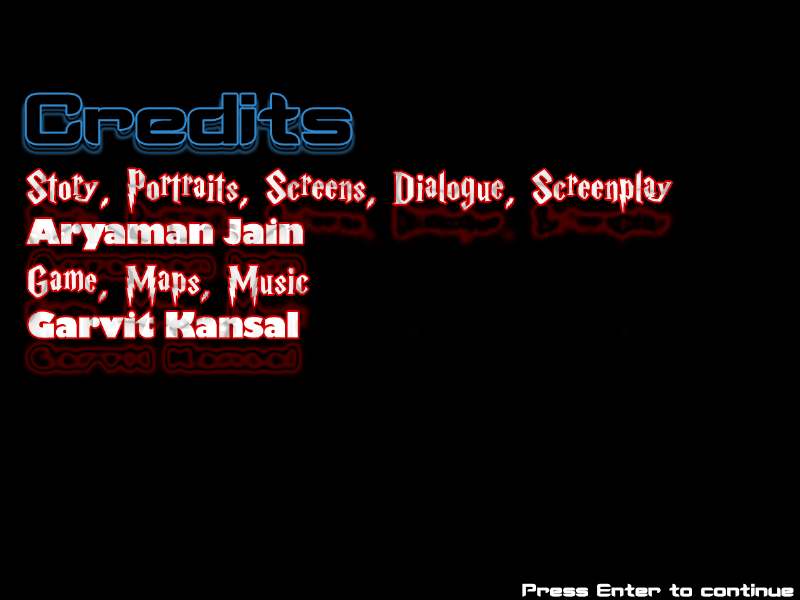 Credits
Story, Portraits, Screens, Dialogue, Screenplay
Aryaman Jain
Game, Maps, Music
Garvit Kansal
Press Enter to continue